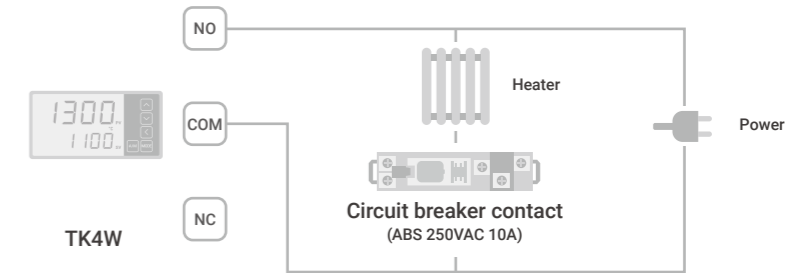 NO
Heater
1300
1100
COM
Power
Circuit breaker contact
(ABS 250VAC 10A)
NC
TK4W